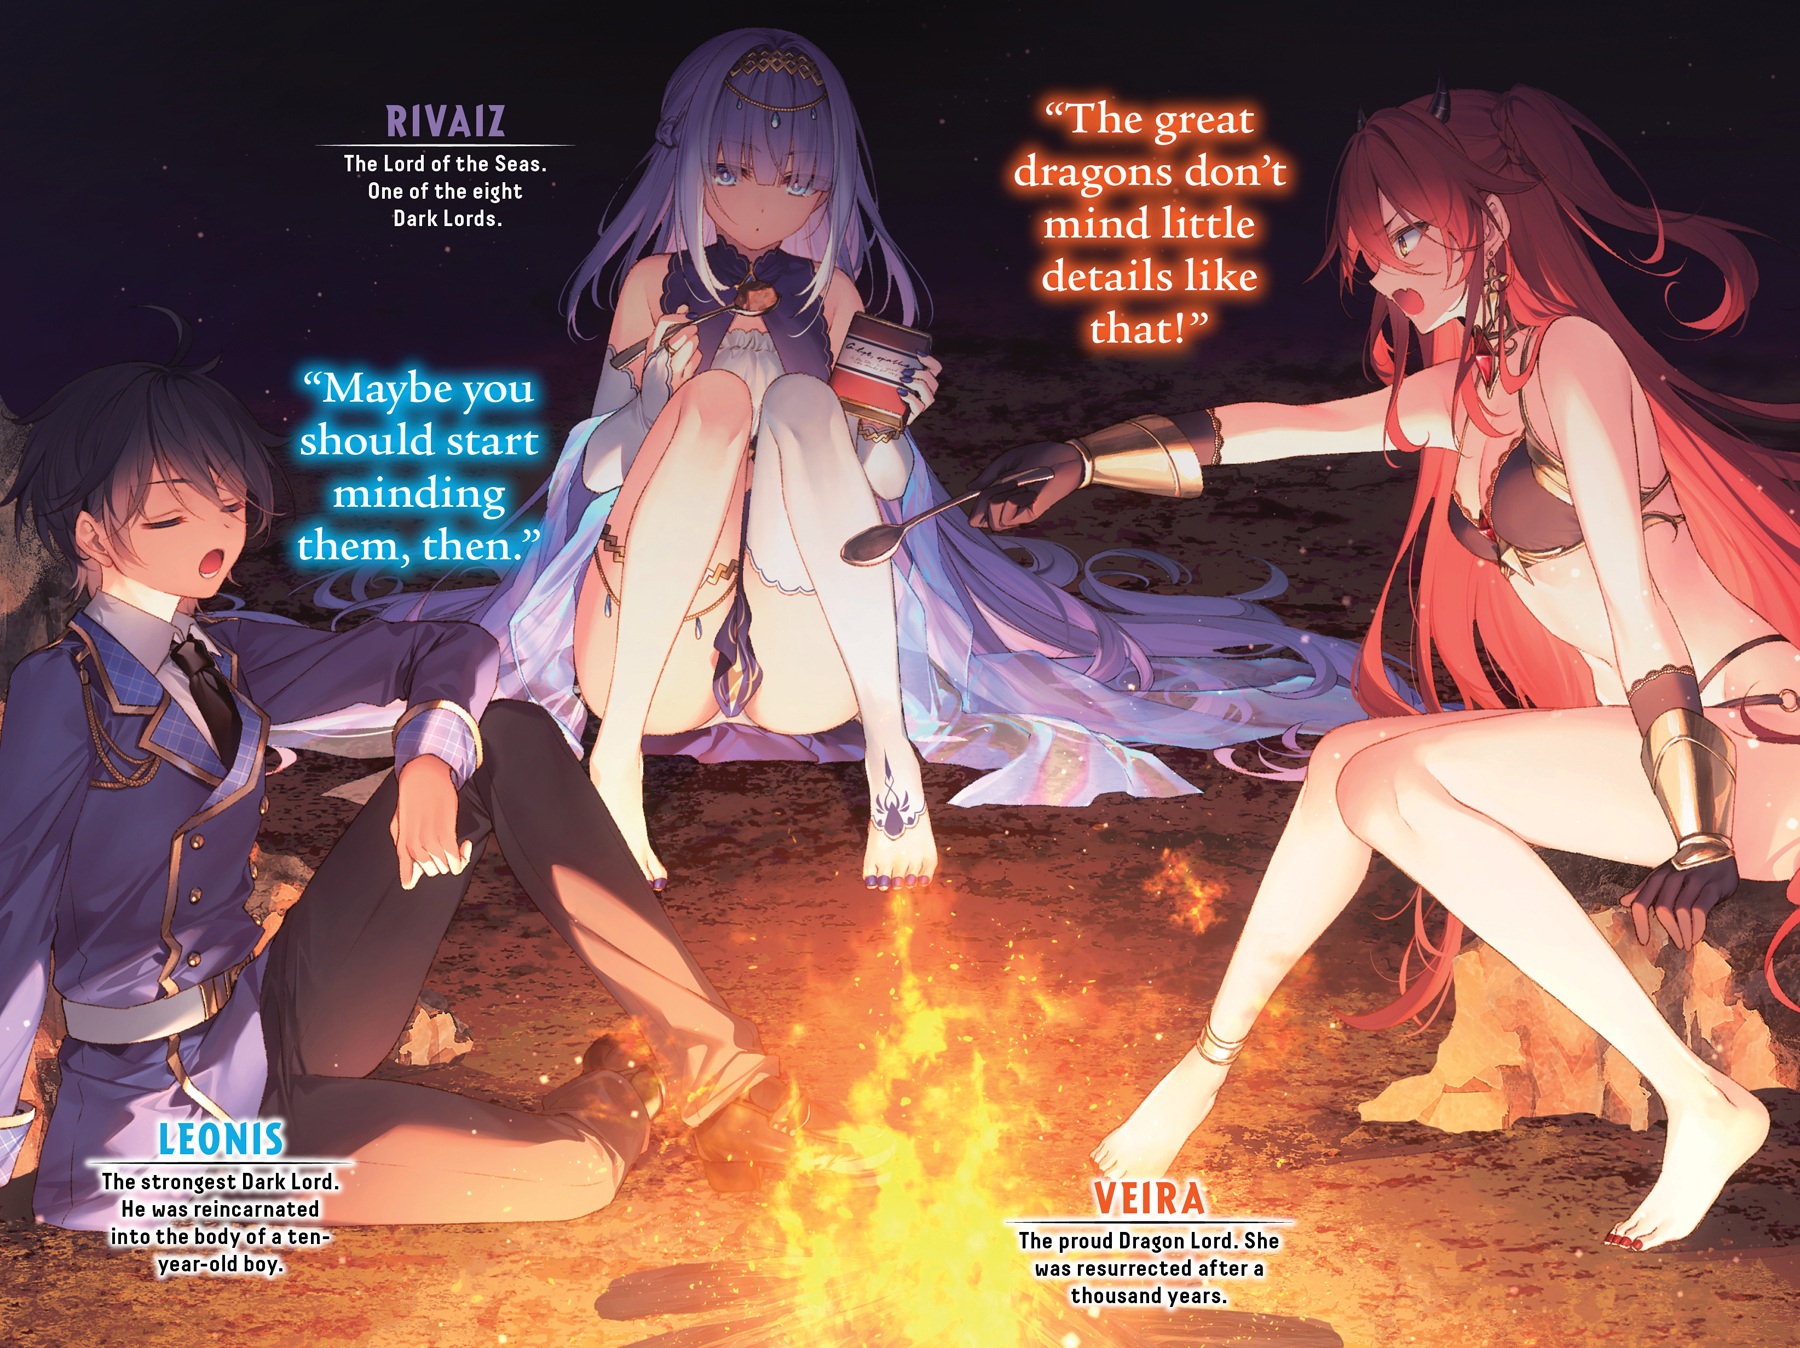 RIVAIZ
The Lord of the Seas.
One of the eight
Dark Lords.
“The great
dragons don’t
mind little
details like
that!”
“Maybe you
should start
minding
them, then.”
LEONIS
The strongest Dark Lord.
He was reincarnated
into the body of a ten-
year-old boy.
VEIRA
The proud Dragon Lord. She
was resurrected after a
thousand years.